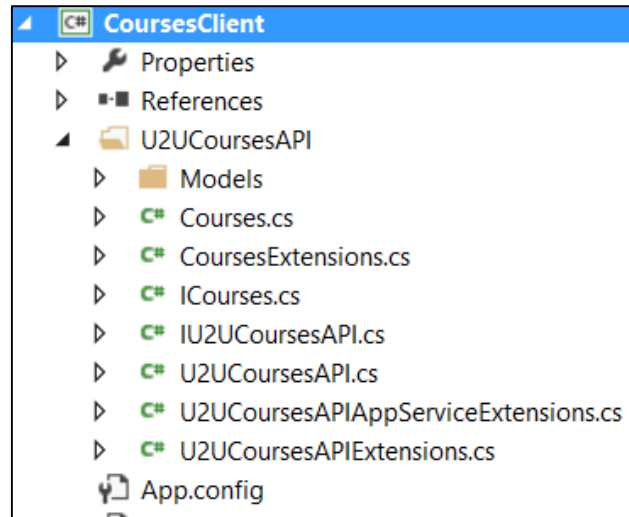 C# CoursesClient
Properties
References
U2UCoursesAPI
Models
C# Courses.cs
C# CoursesExtensions.cs
C# ICourses.cs
C# IU2UCoursesAPI.cs
C# U2UCoursesAPI.cs
C# U2UCoursesAPIAppServiceExtensions.cs
C# U2UCoursesAPIExtensions.cs
App.config